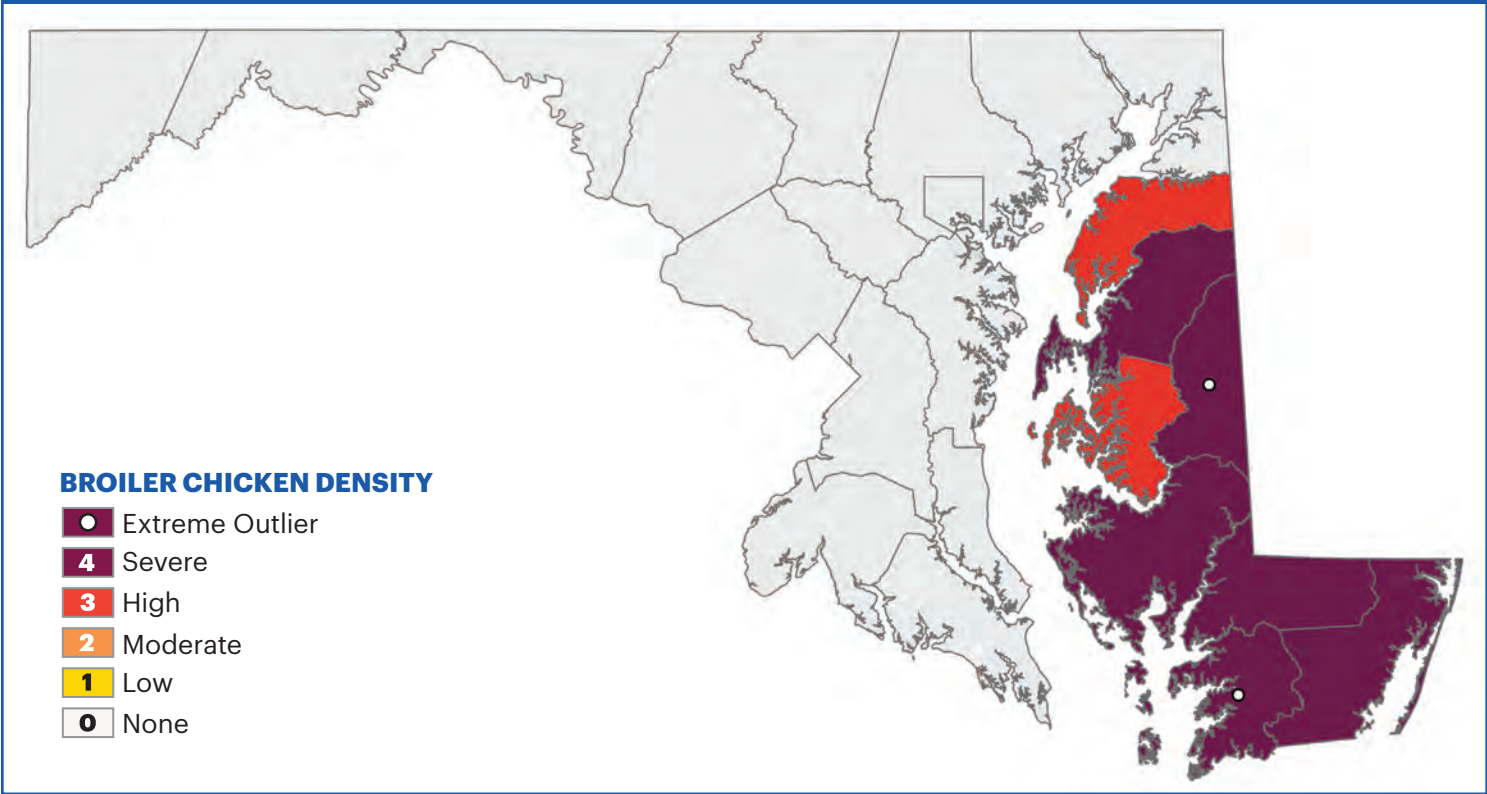 BROILER CHICKEN DENSITY
Extreme Outlier
4 Severe
3 High
2 Moderate
1 Low
0 None